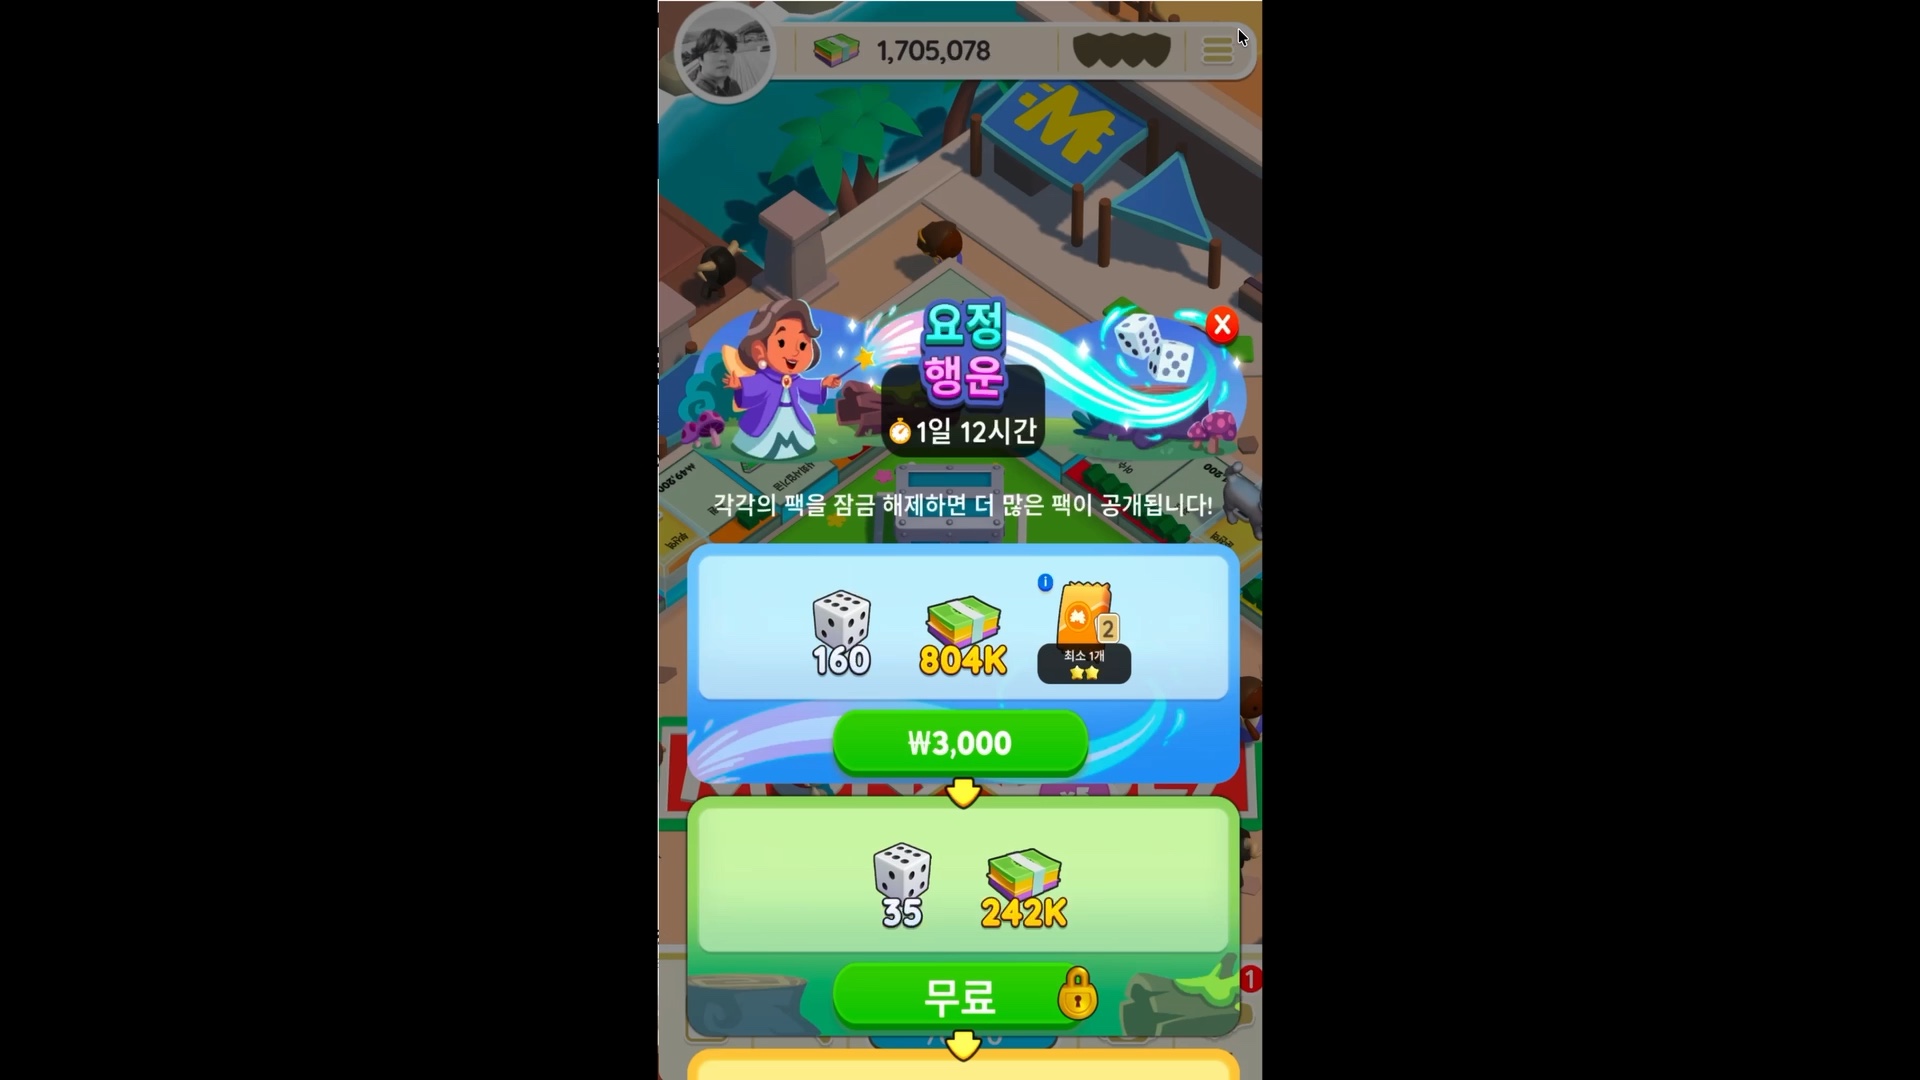 1,705,078
요정
행운
1일 12시간
각각의 팩을 잠금 해제하면 더 많은 팩이 공개됩니다!
160
804K
2
최소 1개
₩3,000
35
242K
무료
1